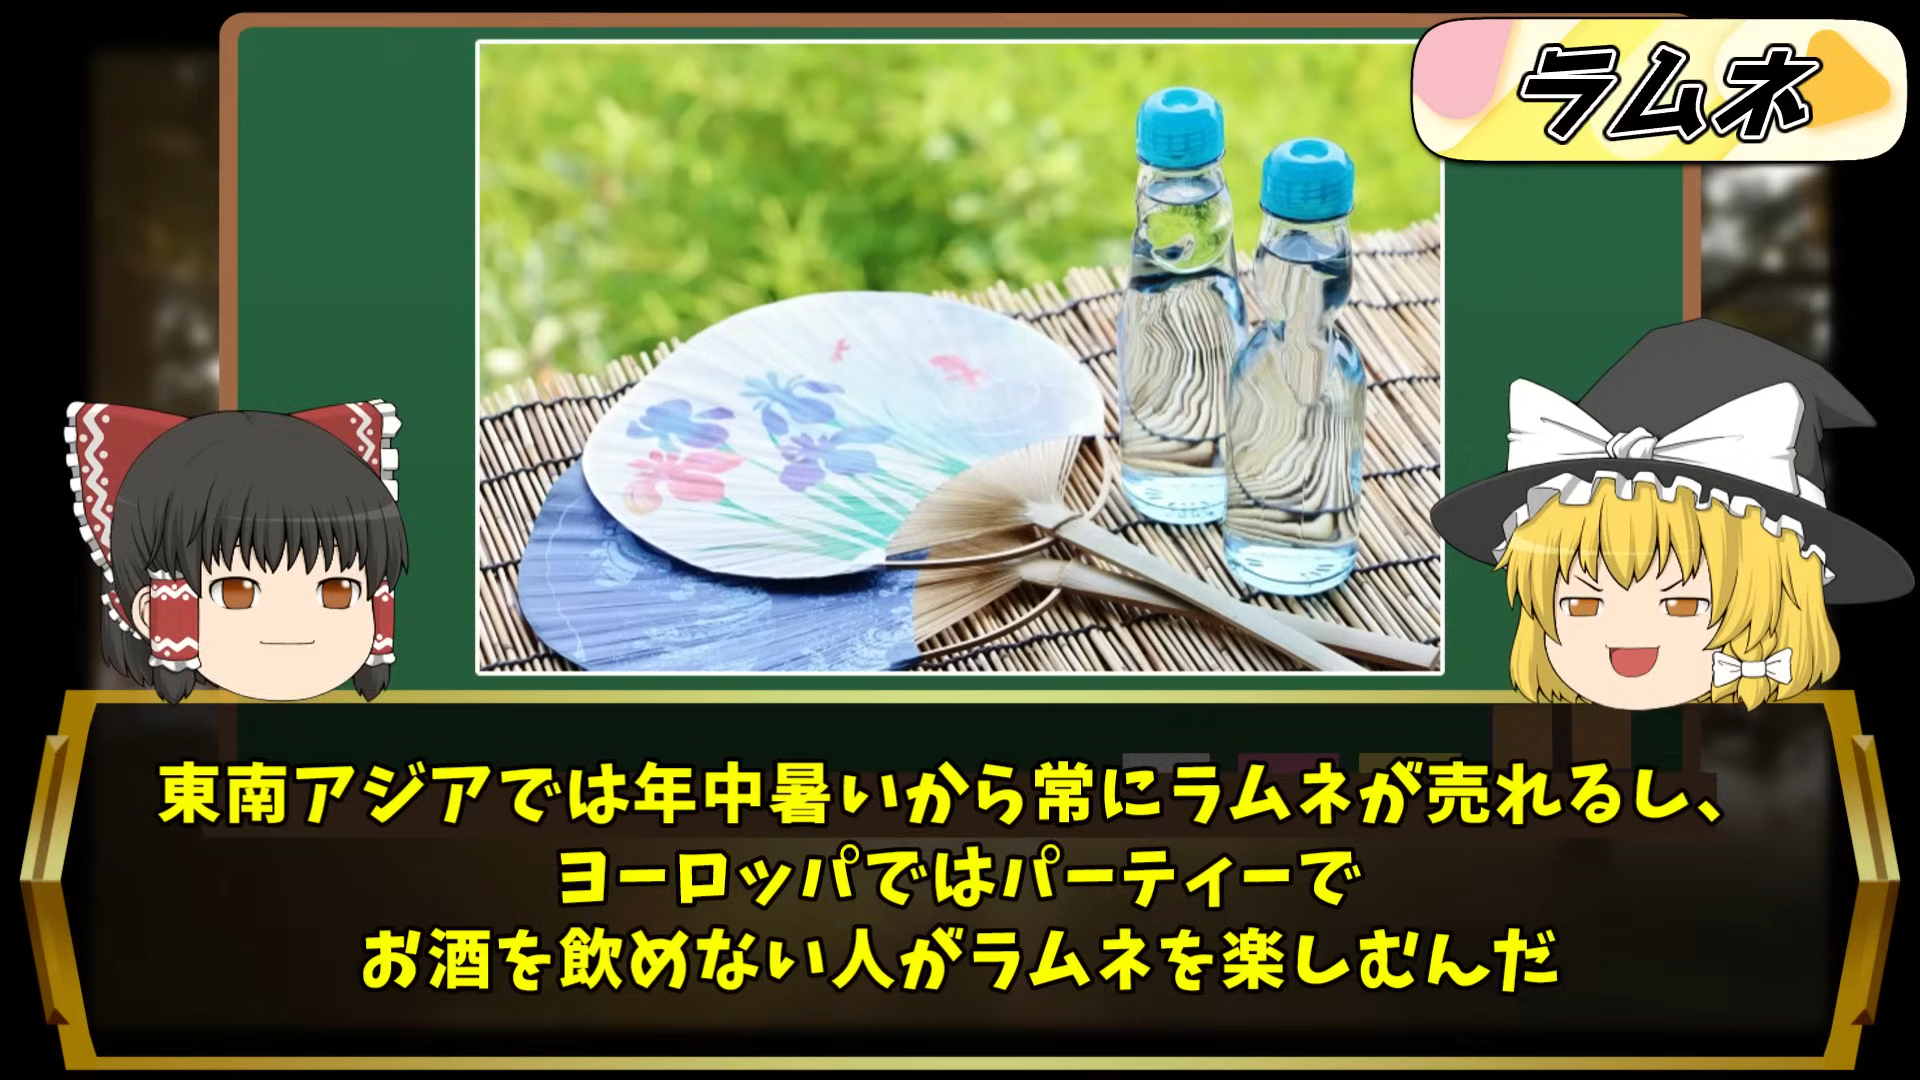 ラムネ
東南アジアでは年中暑いから常にラムネが売れるし、
ヨーロッパではパーティーで
お酒を飲めない人がラムネを楽しむんだ